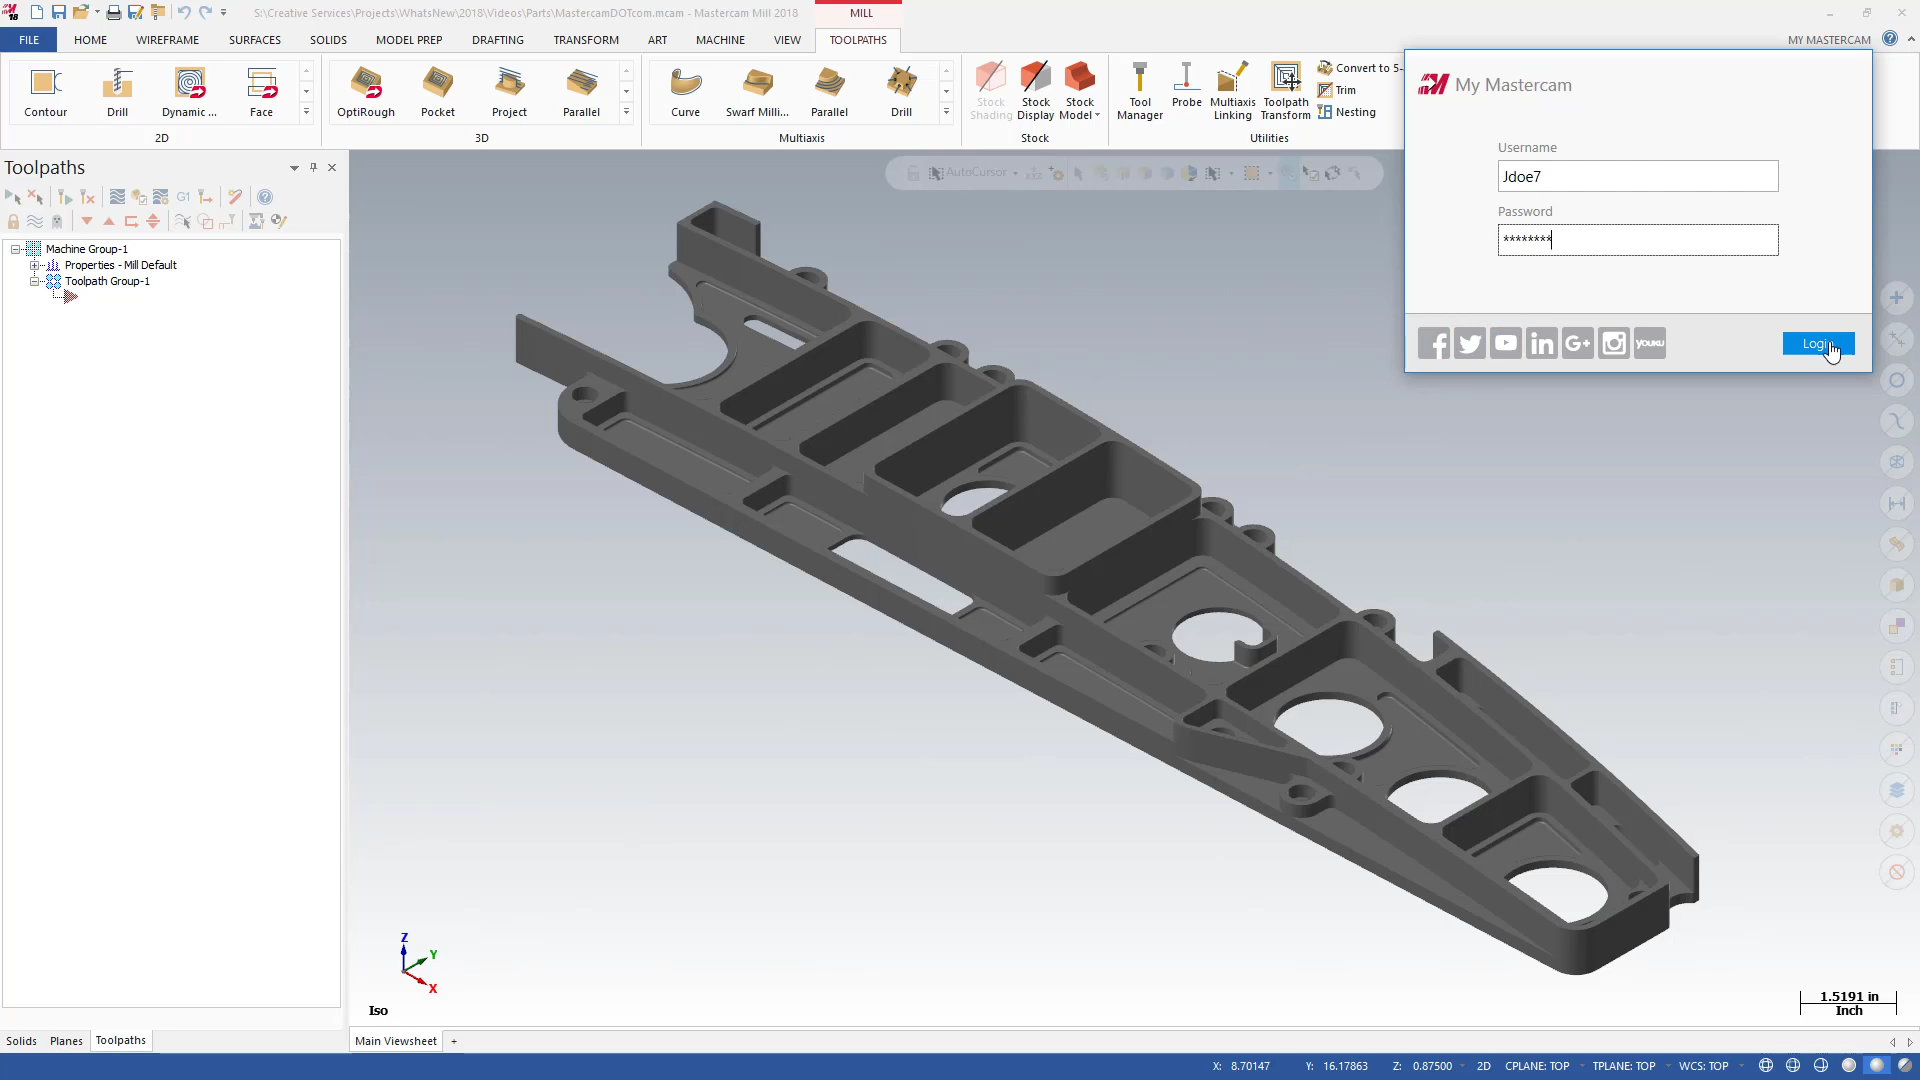 S:\Creative Services\Projects\WhatsNew\2018\Videos\Parts\MastercamDOTcom.mcam - Mastercam Mill 2018
MILL
FILE
HOME
WIREFRAME
SURFACES
SOLIDS
MODEL PREP
DRAFTING
TRANSFORM
ART
MACHINE
VIEW
TOOLPATHS
MY MASTERCAM
Contour
Drill
Dynamic ...
Face
2D
OptiRough
Pocket
Project
Parallel
3D
Curve
Swarf Milli...
Parallel
Drill
Multiaxis
Stock Shading
Stock Display
Stock Model
Stock
Tool Manager
Probe
Multiaxis Linking
Toolpath Transform
Convert to 5-
Trim
Nesting
Utilities
My Mastercam
Username
Jdoe7
Password
********
YOUKU
Login
Toolpaths
G1
AutoCursor
Machine Group-1
Properties - Mill Default
Toolpath Group-1
Z
Y
X
Iso
1.5191 in
Inch
Solids
Planes
Toolpaths
Main Viewsheet
+
X: 8.70147
Y: 16.17863
Z: 0.87500
2D
CPLANE: TOP
TPLANE: TOP
WCS: TOP